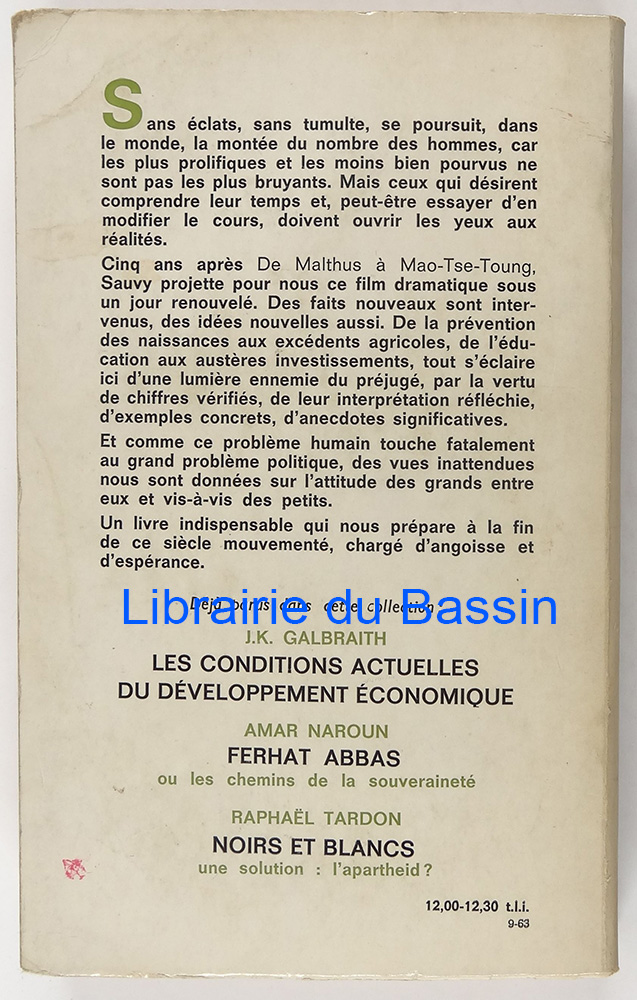 Sans éclats, sans tumulte, se poursuit, dans
le monde, la montée du nombre des hommes, car
les plus prolifiques et les moins bien pourvus ne
sont pas les plus bruyants. Mais ceux qui désirent
comprendre leur temps et, peut-être essayer d'en
modifier le cours, doivent ouvrir les yeux aux
réalités.
Cinq ans après De Malthus à Mao-Tse-Toung,
Sauvy projette pour nous ce film dramatique sous
un jour renouvelé. Des faits nouveaux sont inter-
venus, des idées nouvelles aussi. De la prévention
des naissances aux excédents agricoles, de l'édu-
cation aux austères investissements, tout s'éclaire
ici d'une lumière ennemie du préjugé, par la vertu
de chiffres vérifiés, de leur interprétation réfléchie,
d'exemples concrets, d'anecdotes significatives.
Et comme ce problème humain touche fatalement
au grand problème politique, des vues inattendues
nous sont données sur l'attitude des grands entre
eux et vis-à-vis des petits.
Un livre indispensable qui nous prépare à la fin
de ce siècle mouvementé, chargé d'angoisse et
d'espérance.
Déjà parus dans cette collection
Librairie du Bassin
J.K. GALBRAITH
LES CONDITIONS ACTUELLES
DU DÉVELOPPEMENT ÉCONOMIQUE
AMAR NAROUN
FERHAT ABBAS
ou les chemins de la souveraineté
RAPHAËL TARDON
NOIRS ET BLANCS
une solution : l'apartheid ?
12,00-12,30 t.l.i.
9-63